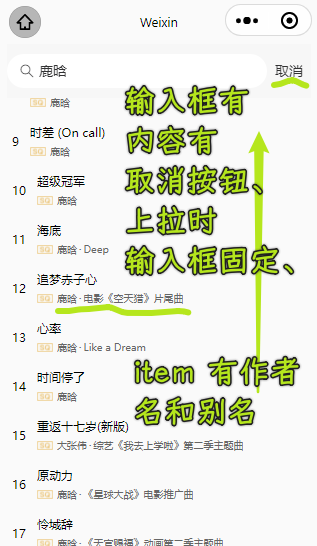 Weixin
鹿晗
取消
SQ 鹿晗
9 时差 (On call)
SQ 鹿晗
10 超级冠军
SQ 鹿晗
11 海底
SQ 鹿晗 · Deep
12 追梦赤子心
SQ 鹿晗 · 电影《空天猎》片尾曲
13 心率
SQ 鹿晗 · Like a Dream
14 时间停了
SQ 鹿晗
15 重返十七岁(新版)
SQ 大张伟 · 综艺《我去上学啦》第二季主题曲
16 原动力
SQ 鹿晗 · 《星球大战》电影推广曲
17 怜城辞
SQ 鹿晗 · 《天官赐福》动画第二季主题曲
输入框有
内容有
取消按钮、
上拉时
输入框固定、
item 有作者
名和别名